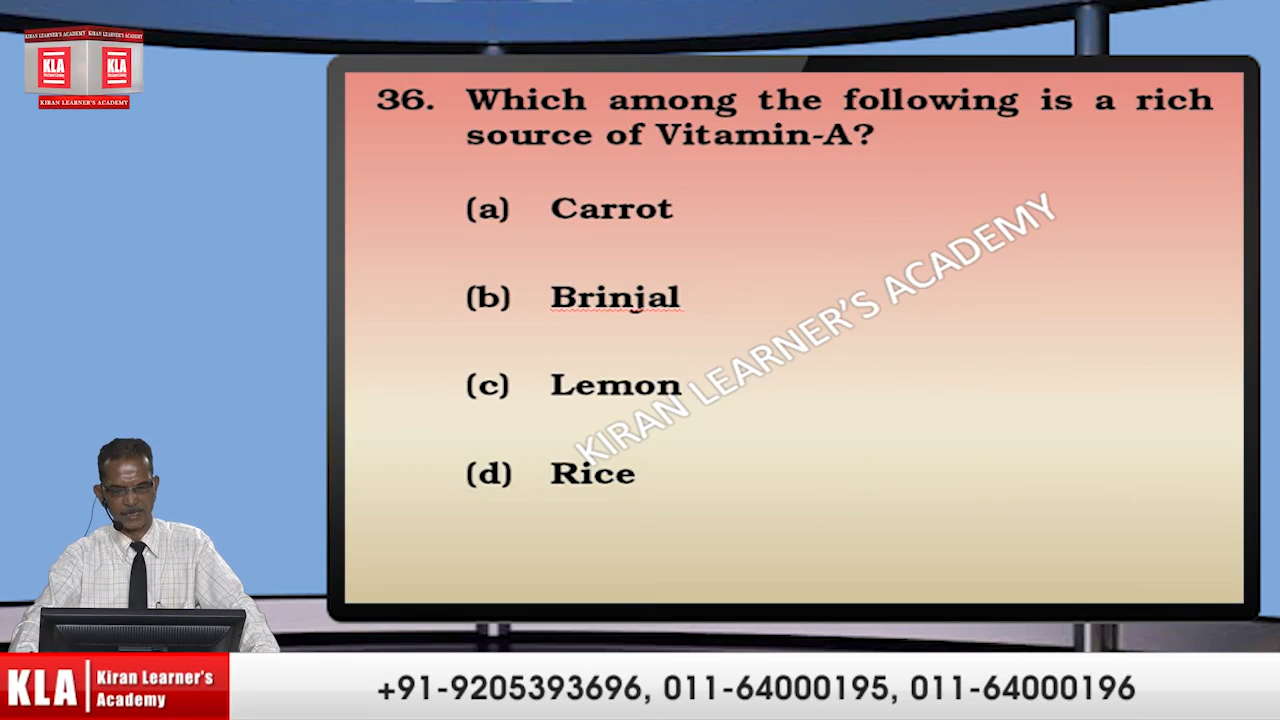 KIRAN LEARNER'S ACADEMY KIRAN LEARNER'S ACADEMY
KLA KLA
KIRAN LEARNER'S ACADEMY
36. Which among the following is a rich
source of Vitamin-A?
(a) Carrot
(b) Brinjal
(c) Lemon
(d) Rice
KIRAN LEARNER'S ACADEMY
KLA Kiran Learner's
Academy
+91-9205393696, 011-64000195, 011-64000196